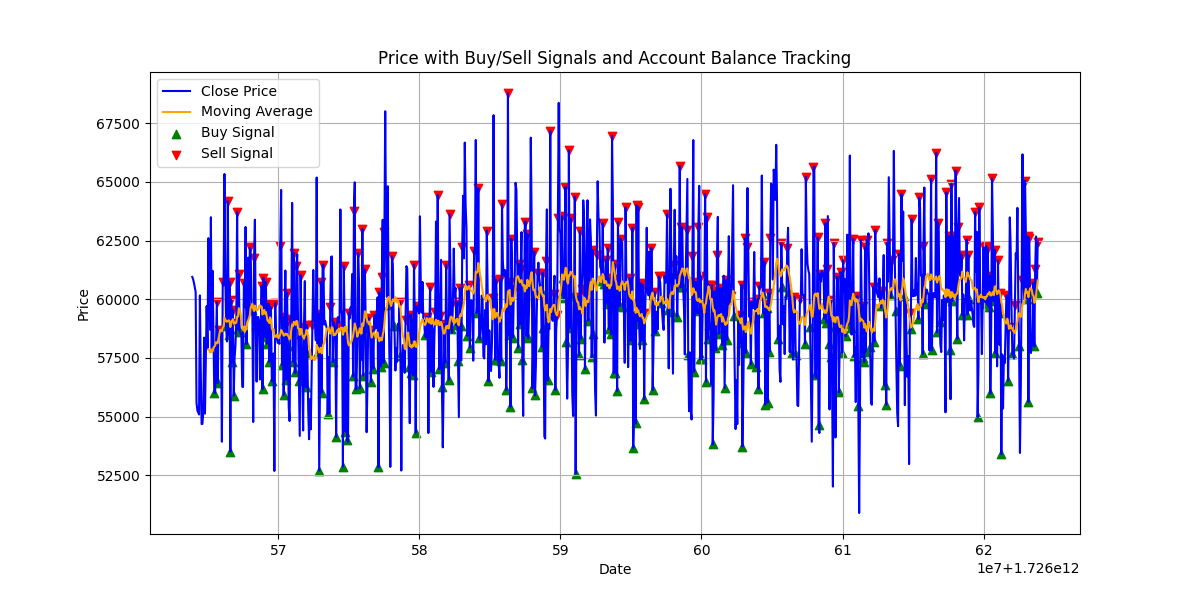 Price with Buy/Sell Signals and Account Balance Tracking
Close Price
Moving Average
Buy Signal
Sell Signal
67500
65000
62500
60000
57500
55000
52500
Price
57 58 59 60 61 62
Date
1e7+1.726e12